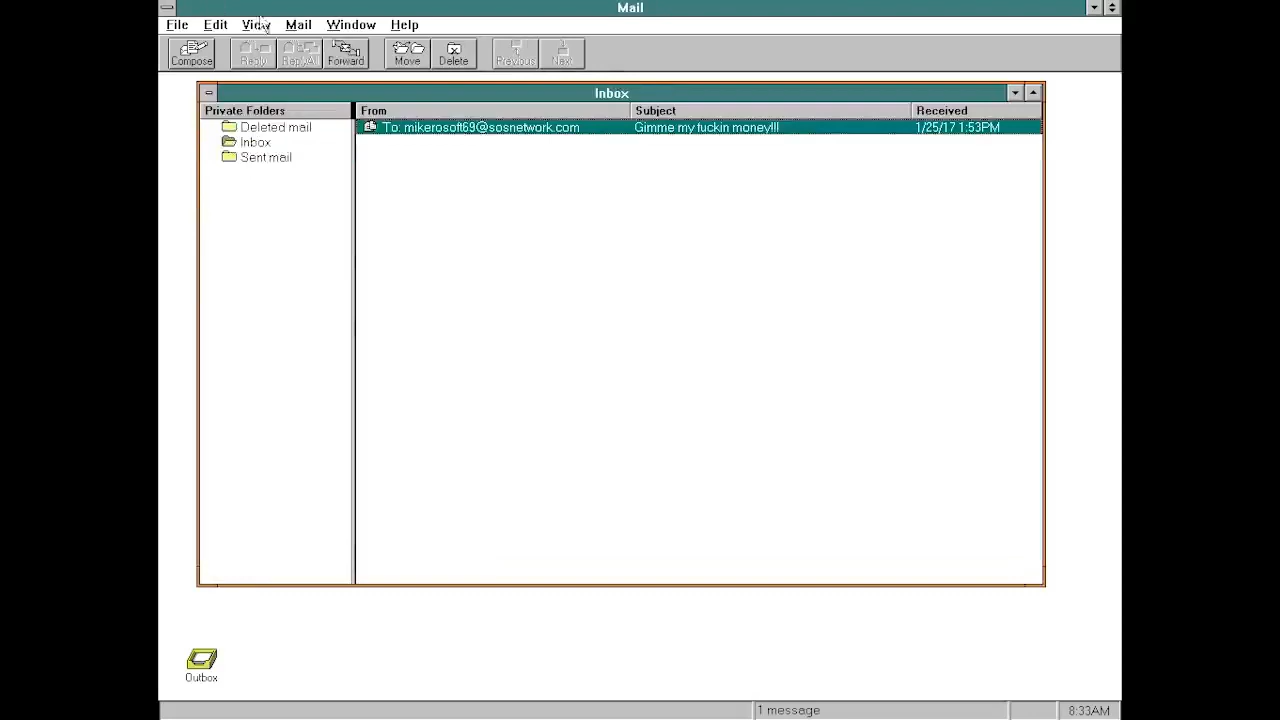 Mail
File Edit View Mail Window Help
Compose Reply ReplyAll Forward Move Delete Previous Next
Inbox
Private Folders From Subject Received
Deleted mail To: mikerosoft69@sosnetwork.com Gimme my fuckin money!!! 1/25/17 1:53PM
Inbox
Sent mail
Outbox
1 message 8:33AM